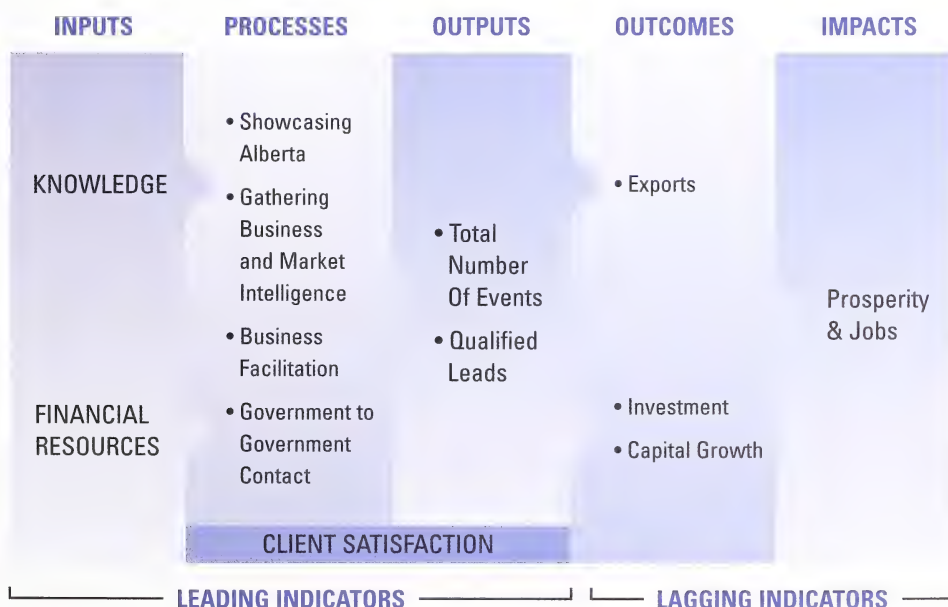 INPUTS
PROCESSES
OUTPUTS
OUTCOMES
IMPACTS
KNOWLEDGE
FINANCIAL
RESOURCES
• Showcasing
Alberta
• Gathering
Business
and Market
Intelligence
• Business
Facilitation
• Government to
Government
Contact
• Total
Number
Of Events
• Qualified
Leads
• Exports
• Investment
• Capital Growth
Prosperity
& Jobs
CLIENT SATISFACTION
LEADING INDICATORS
LAGGING INDICATORS